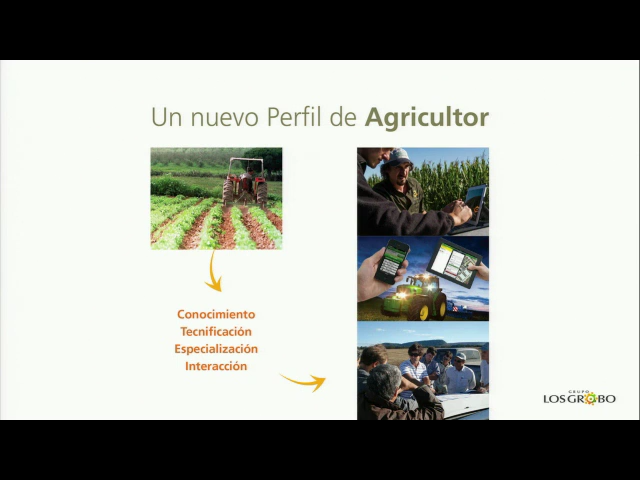 Un nuevo Perfil de Agricultor
Conocimiento
Tecnificación
Especialización
Interacción
GRUPO
LOS GROBO